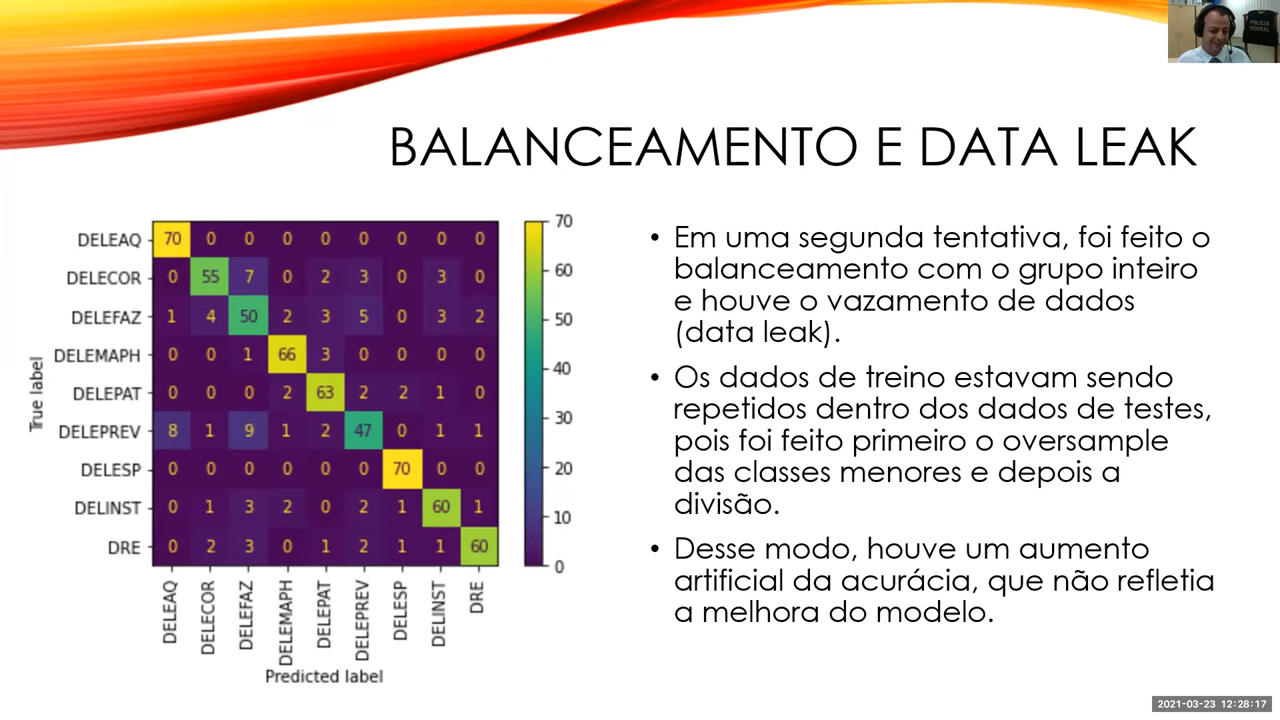 POLÍCIA
FEDERAL
BALANCEAMENTO E DATA LEAK
• Em uma segunda tentativa, foi feito o
balanceamento com o grupo inteiro
e houve o vazamento de dados
(data leak).
• Os dados de treino estavam sendo
repetidos dentro dos dados de testes,
pois foi feito primeiro o oversample
das classes menores e depois a
divisão.
• Desse modo, houve um aumento
artificial da acurácia, que não refletia
a melhora do modelo.
True label
DELEAQ 70 0 0 0 0 0 0 0 0
DELECOR 0 55 7 0 2 3 0 3 0
DELEFAZ 1 4 50 2 3 5 0 3 2
DELEMAPH 0 0 1 66 3 0 0 0 0
DELEPAT 0 0 0 2 63 2 2 1 0
DELEPREV 8 1 9 1 2 47 0 1 1
DELESP 0 0 0 0 0 0 70 0 0
DELINST 0 1 3 2 0 2 1 60 1
DRE 0 2 3 0 1 2 1 1 60
DELEAQ DELECOR DELEFAZ DELEMAPH DELEPAT DELEPREV DELESP DELINST DRE
Predicted label
70
60
50
40
30
20
10
0
2021-03-23 12:28:17